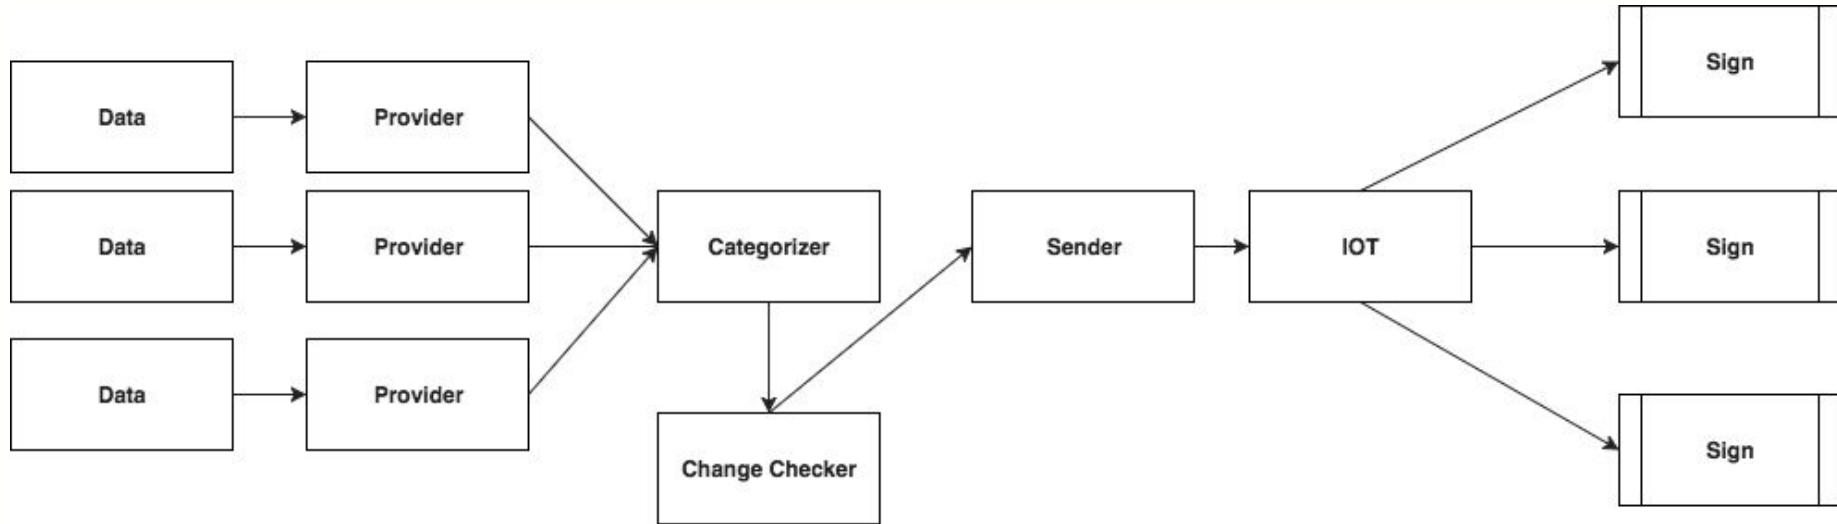 Data
Provider
Data
Provider
Data
Provider
Categorizer
Change Checker
Sender
IOT
Sign
Sign
Sign